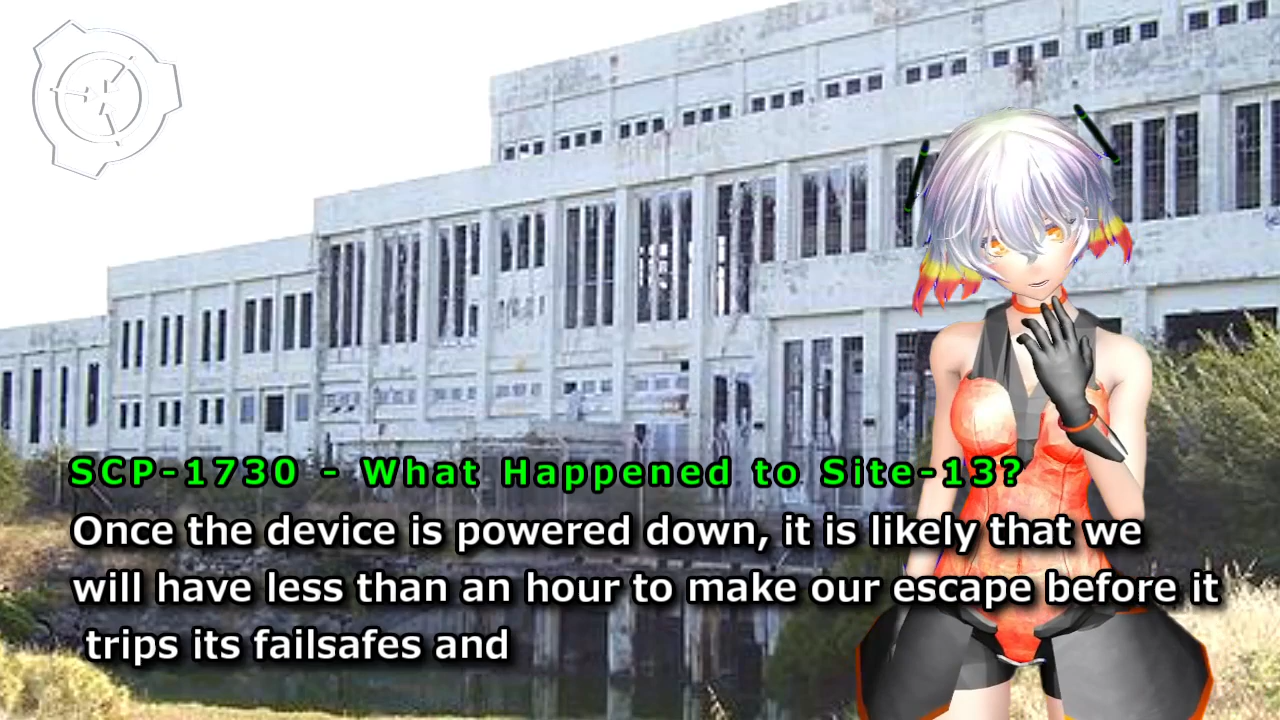 SCP-1730 - What Happened to Site-13?
Once the device is powered down, it is likely that we
will have less than an hour to make our escape before it
trips its failsafes and